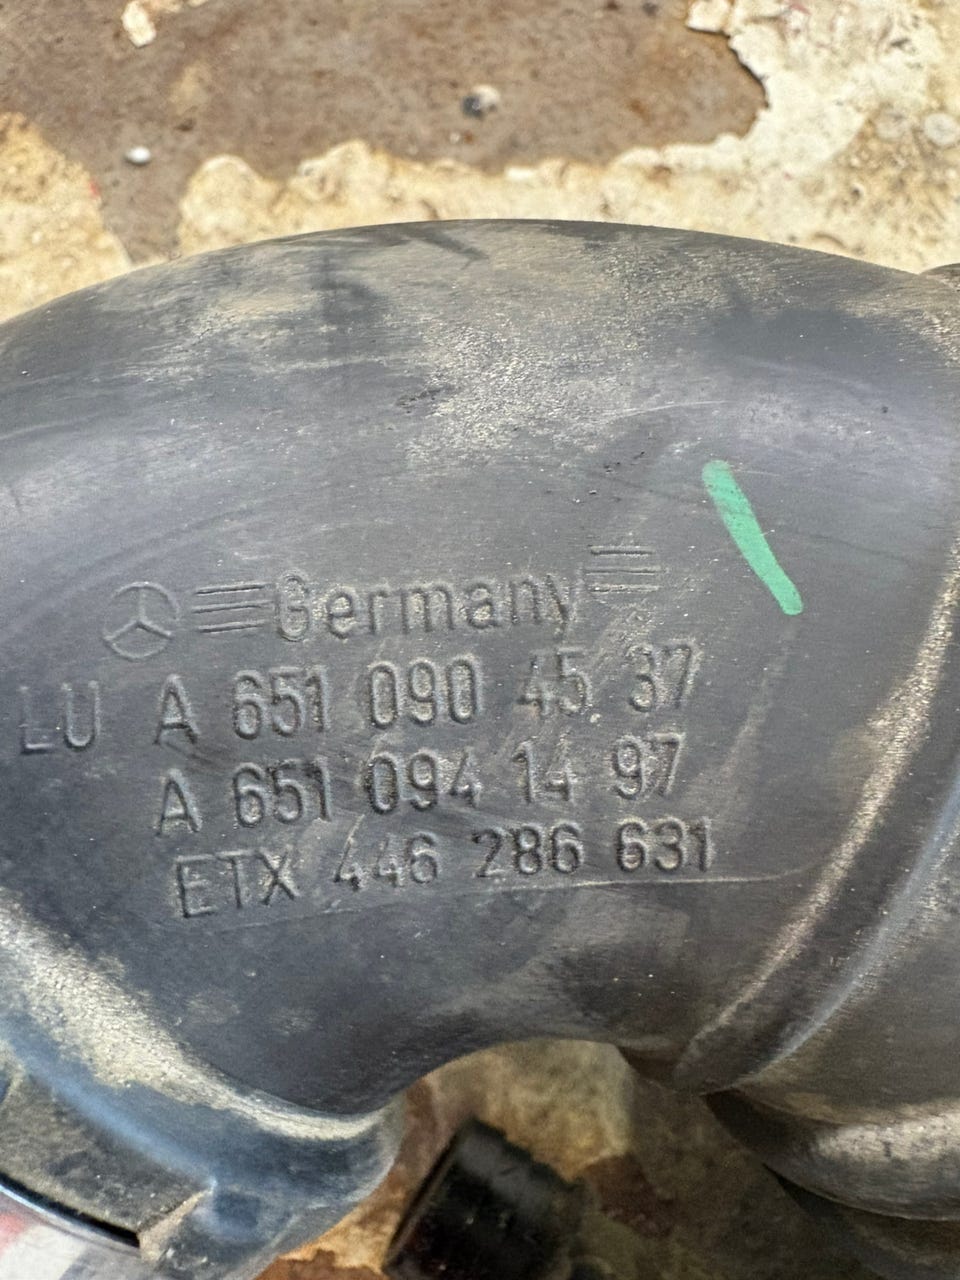 Germany
LU A 651 090 45 37
A 651 094 14 97
ETX 446 286 631